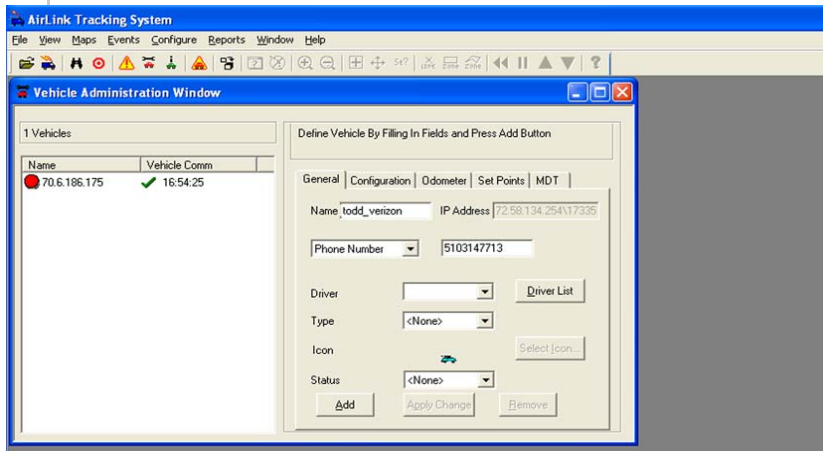 AirLink Tracking System
File View Maps Events Configure Reports Window Help
St?
?
Vehicle Administration Window
1 Vehicles
Define Vehicle By Filling In Fields and Press Add Button
Name Vehicle Comm
70.6.186.175 16:54:25
General Configuration Odometer Set Points MDT
Name todd_verizon IP Address 72.58.134.254\17335
Phone Number 5103147713
Driver Driver List
Type <None>
Icon Select Icon...
Status <None>
Add Apply Change Remove